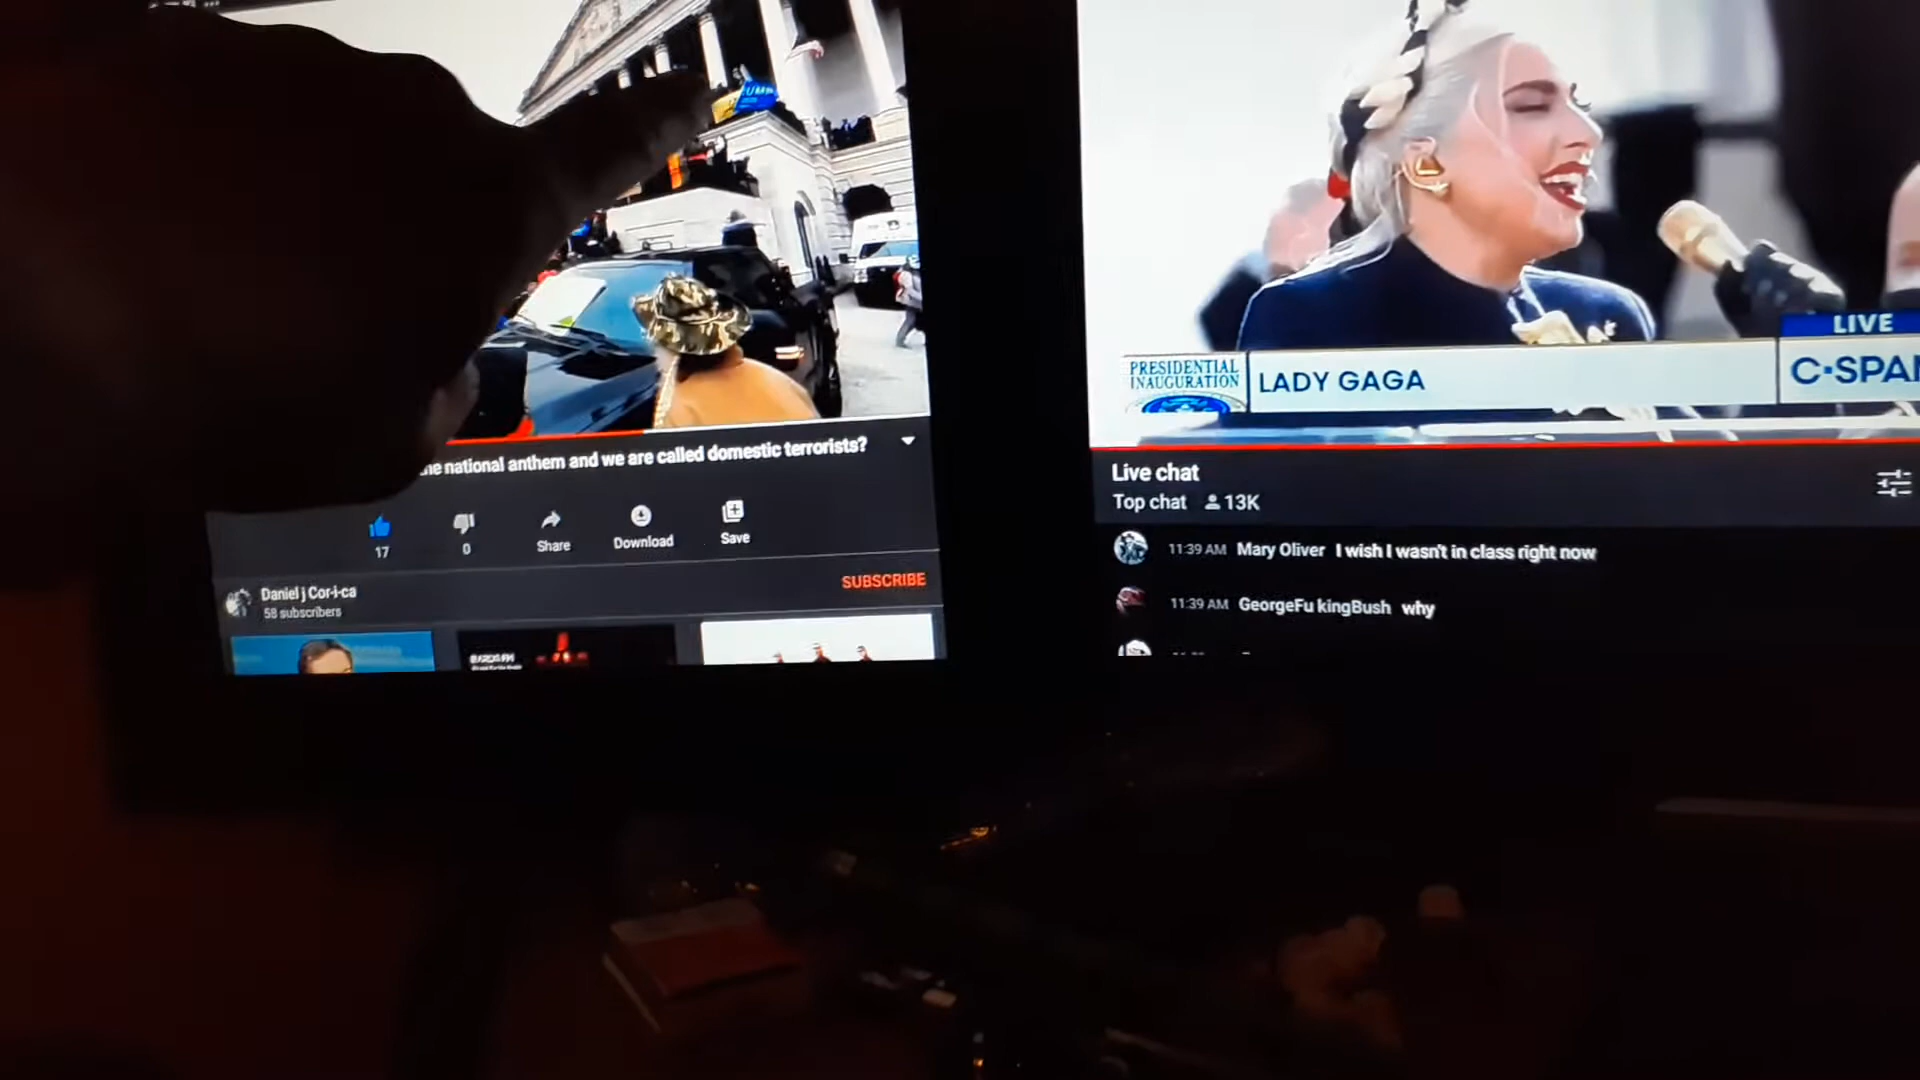 UMP
the national anthem and we are called domestic terrorists?
17
0
Share
Download
Save
Daniel j Cor-i-ca
58 subscribers
SUBSCRIBE
PRESIDENTIAL
INAUGURATION
LADY GAGA
LIVE
C-SPAN
Live chat
Top chat 13K
11:39 AM Mary Oliver I wish I wasn't in class right now
11:39 AM GeorgeFu kingBush why